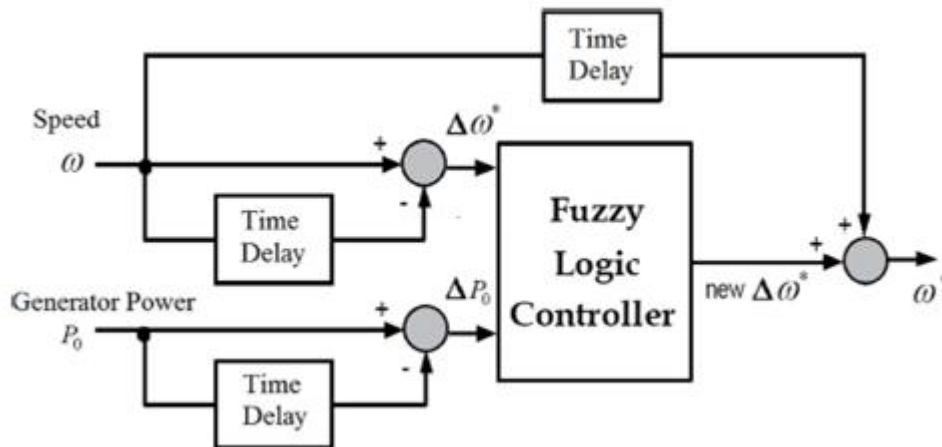 Time
Delay
Speed
ω
+
Δω*
-
Time
Delay
Fuzzy
Logic
Controller
+
+
new Δω*
ω*
Generator Power
P₀
+
ΔP₀
-
Time
Delay